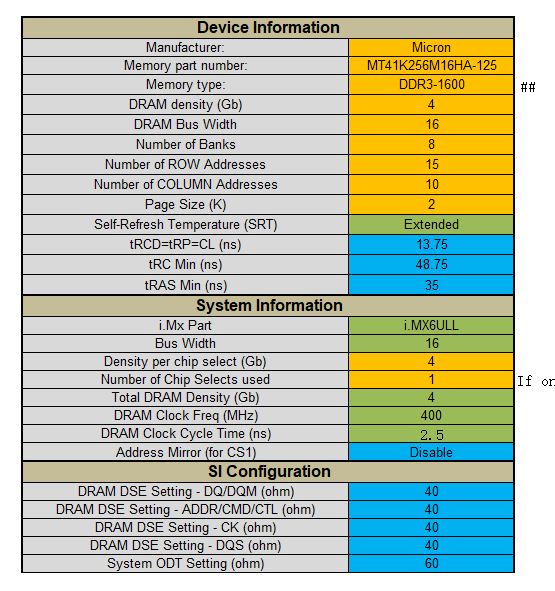 Device Information
Manufacturer: Micron
Memory part number: MT41K256M16HA-125
Memory type: DDR3-1600 ##
DRAM density (Gb) 4
DRAM Bus Width 16
Number of Banks 8
Number of ROW Addresses 15
Number of COLUMN Addresses 10
Page Size (K) 2
Self-Refresh Temperature (SRT) Extended
tRCD=tRP=CL (ns) 13.75
tRC Min (ns) 48.75
tRAS Min (ns) 35
System Information
i.Mx Part i.MX6ULL
Bus Width 16
Density per chip select (Gb) 4
Number of Chip Selects used 1 If on
Total DRAM Density (Gb) 4
DRAM Clock Freq (MHz) 400
DRAM Clock Cycle Time (ns) 2.5
Address Mirror (for CS1) Disable
SI Configuration
DRAM DSE Setting - DQ/DQM (ohm) 40
DRAM DSE Setting - ADDR/CMD/CTL (ohm) 40
DRAM DSE Setting - CK (ohm) 40
DRAM DSE Setting - DQS (ohm) 40
System ODT Setting (ohm) 60